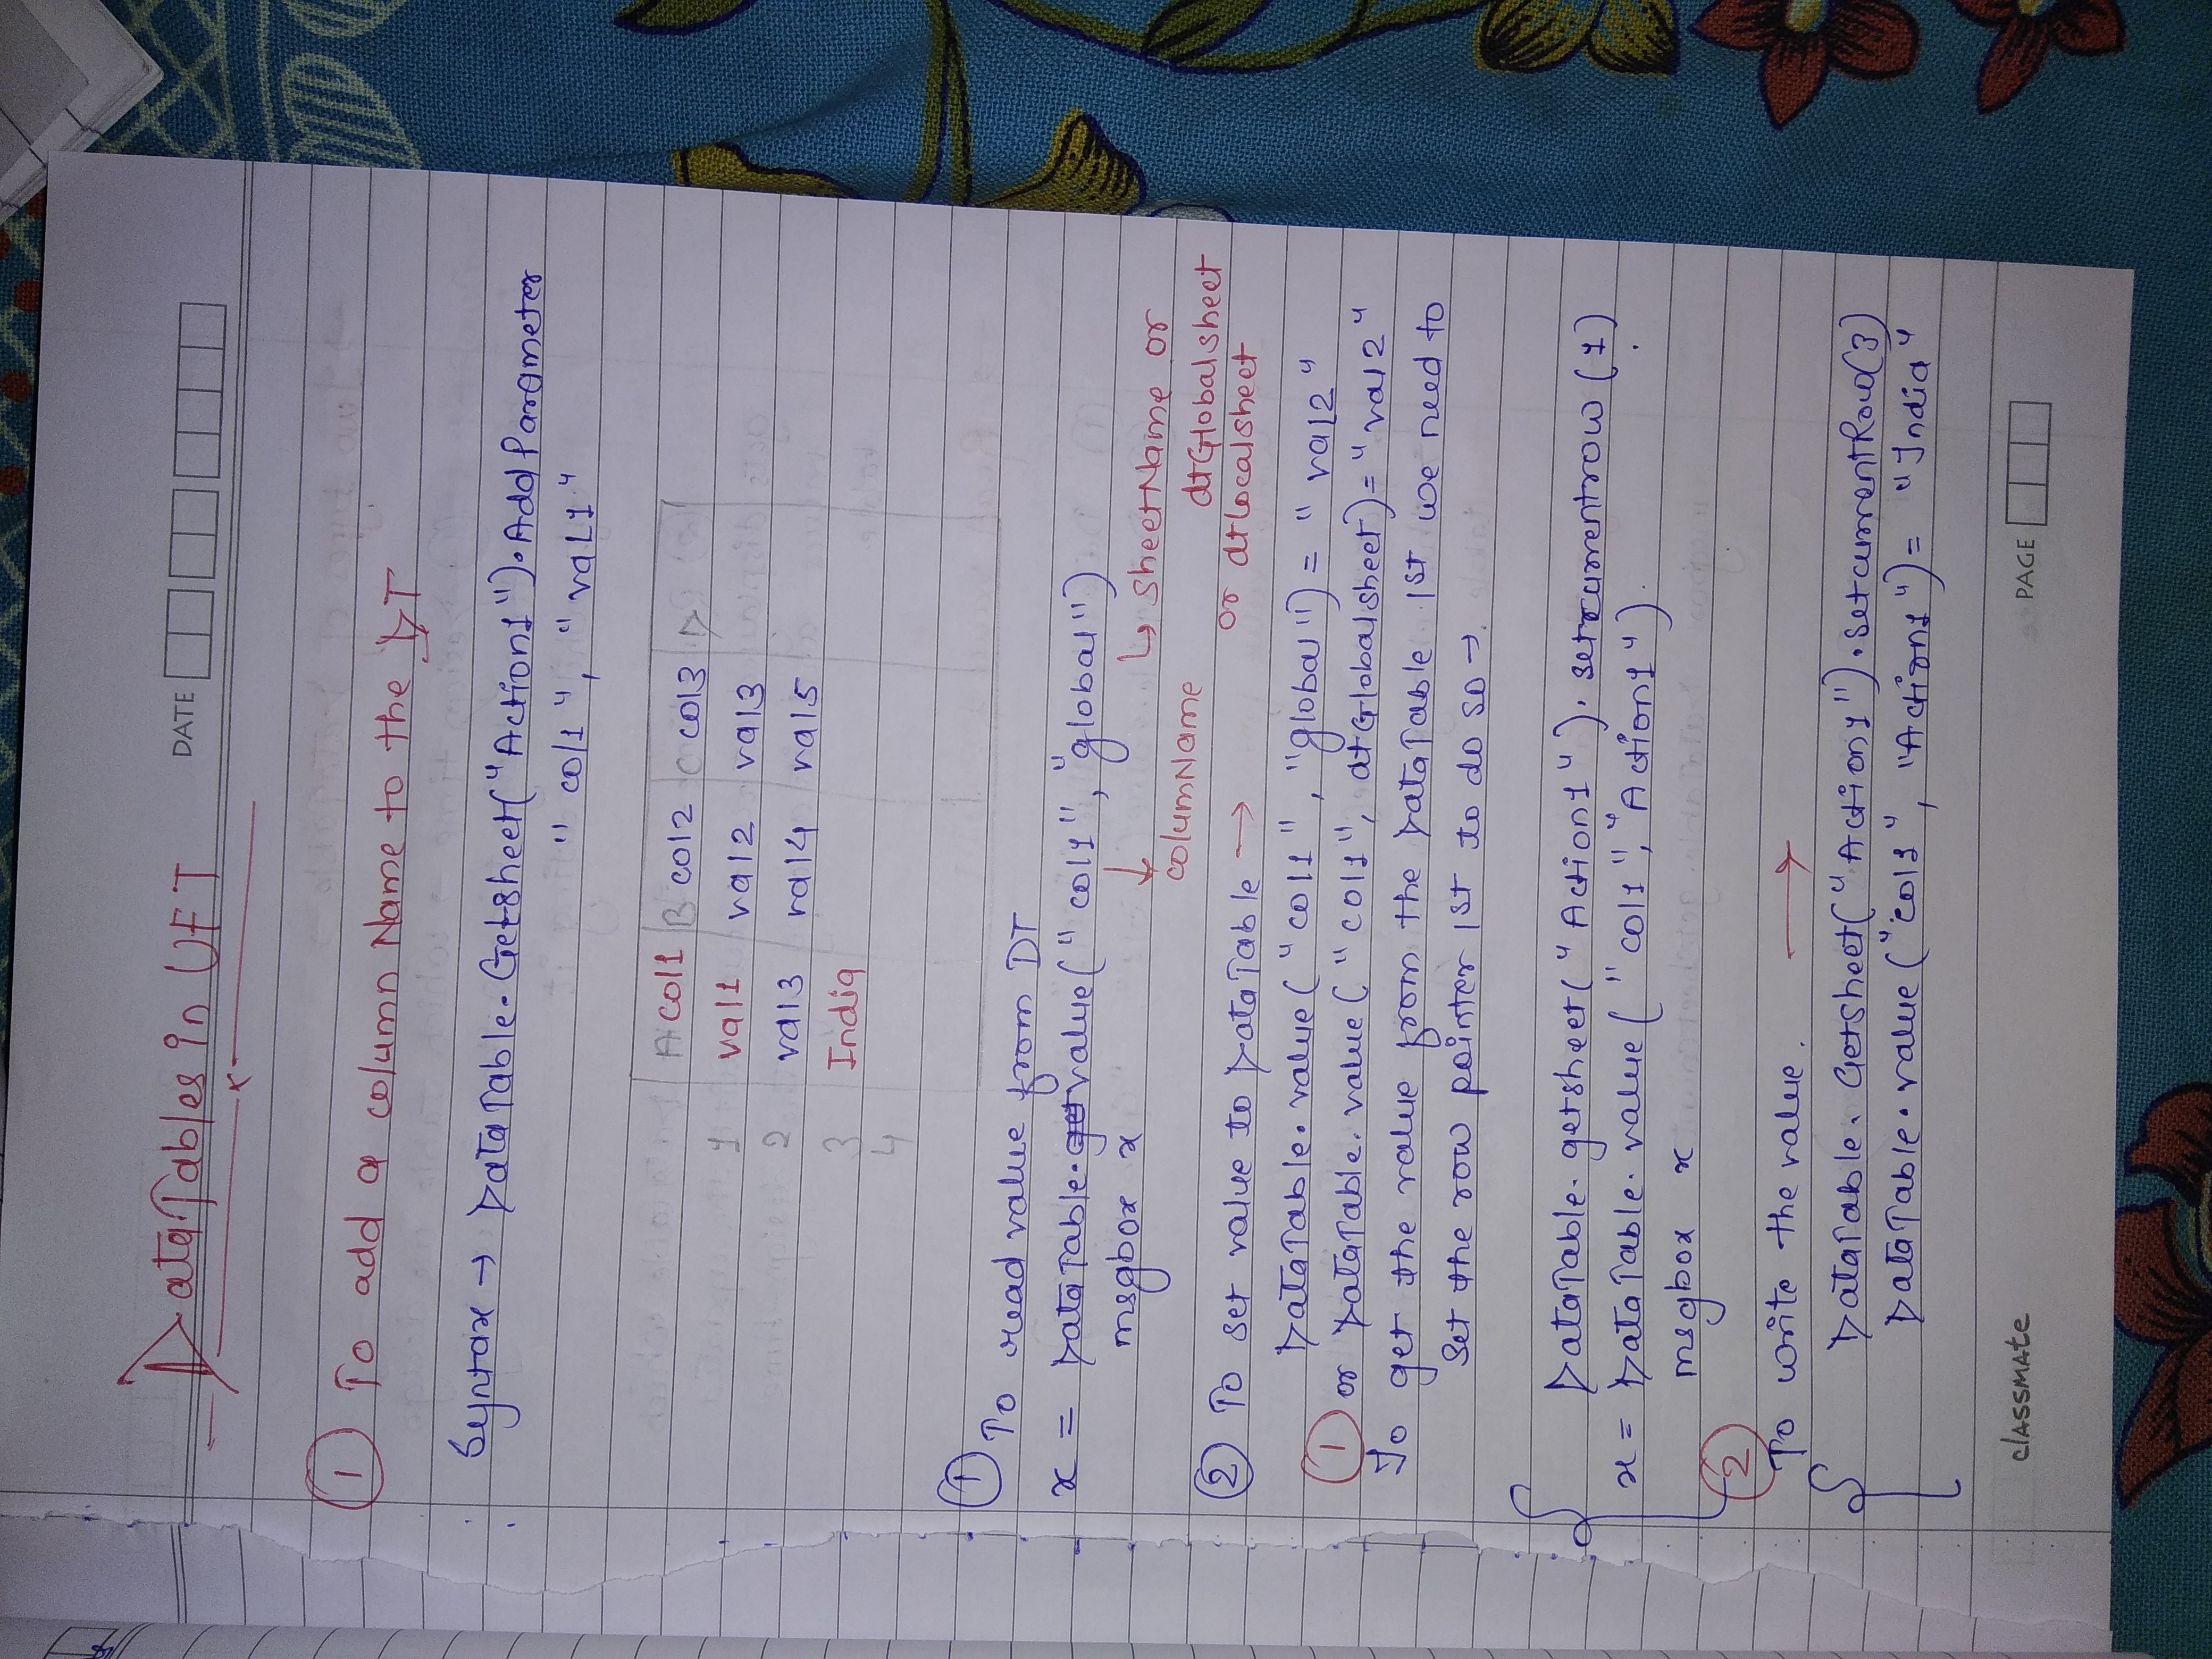 DATE
DataTables in UFT
① To add a column Name to the DT
Syntax → DataTable.GetSheet("Action1").AddParameter
"col1", "val1"
A col1 B col2 C col3 D
1 val1 val2 val3
2 val3 val4 val5
3 India
4
① To read value from DT
x = DataTable.value("col1", "global")
msgbox x
↓ ↳ SheetName or
columnName dtGlobalsheet
or dtLocalsheet
② To set value to DataTable →
DataTable.value("col1", "global") = "val2"
① or DataTable.value("col1", dtGlobalsheet) = "val2"
To get the value from the DataTable 1st we need to
Set the row pointer 1st to do so →
DataTable.getsheet("Action1").setcurrentrow(1)
x = DataTable.value("col1", "Action1")
msgbox x
② To write the value. →
DataTable.GetSheet("Action1").SetcurrentRow(3)
DataTable.value("col1", "Action1") = "India"
classmate PAGE